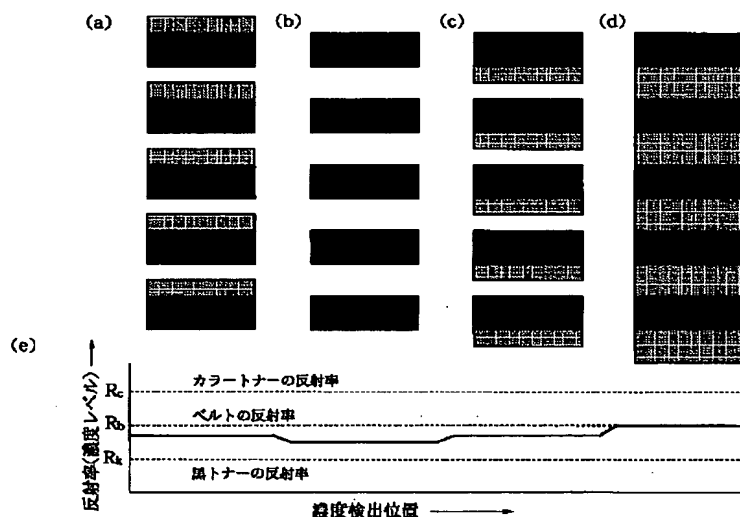 (a)
(b)
(c)
(d)
(e)
反射率(濃度レベル)
Rc
カラートナーの反射率
Rb
ベルトの反射率
Rk
黒トナーの反射率
濃度検出位置